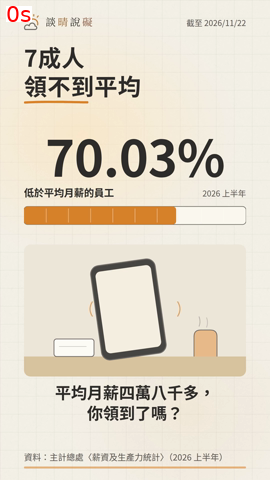 0s
談晴說礙
截至 2026/11/22
7成人
領不到平均
70.03%
低於平均月薪的員工
2026 上半年
平均月薪四萬八千多，
你領到了嗎？
資料：主計總處〈薪資及生產力統計〉（2026 上半年）